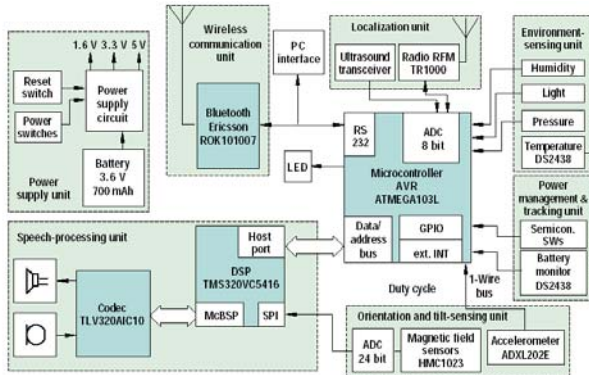 1.6 V 3.3 V 5 V
Reset
switch
Power
switches
Power
supply
circuit
Battery
3.6 V
700 mAh
Power
supply unit
Wireless
communication
unit
Bluetooth
Ericsson
ROK101007
PC
interface
LED
Localization unit
Ultrasound
transceiver
Radio RFM
TR1000
RS
232
ADC
8 bit
Microcontroller
AVR
ATMEGA103L
Data/
address
bus
GPIO
ext. INT
Environment-
sensing unit
Humidity
Light
Pressure
Temperature
DS2438
Power
management &
tracking unit
Semicon.
SWs
Battery
monitor
DS2438
1-Wire
bus
Duty cycle
Speech-processing unit
Host
port
DSP
TMS320VC5416
McBSP
SPI
Codec
TLV320AIC10
Orientation and tilt-sensing unit
ADC
24 bit
Magnetic field
sensors
HMC1023
Accelerometer
ADXL202E